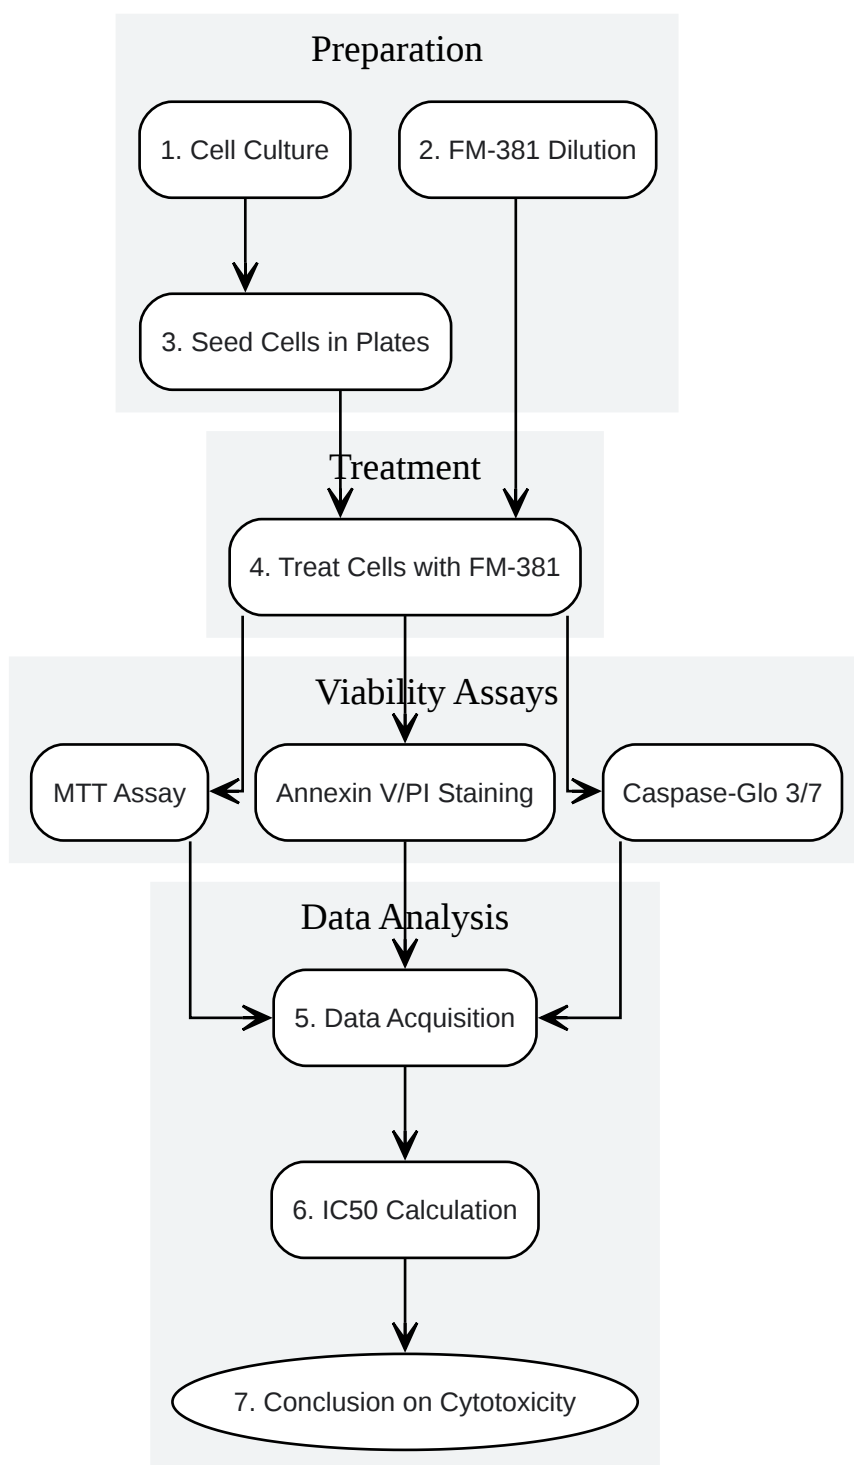 Preparation
1. Cell Culture
2. FM-381 Dilution
3. Seed Cells in Plates
Treatment
4. Treat Cells with FM-381
Viability Assays
MTT Assay
Annexin V/PI Staining
Caspase-Glo 3/7
Data Analysis
5. Data Acquisition
6. IC50 Calculation
7. Conclusion on Cytotoxicity